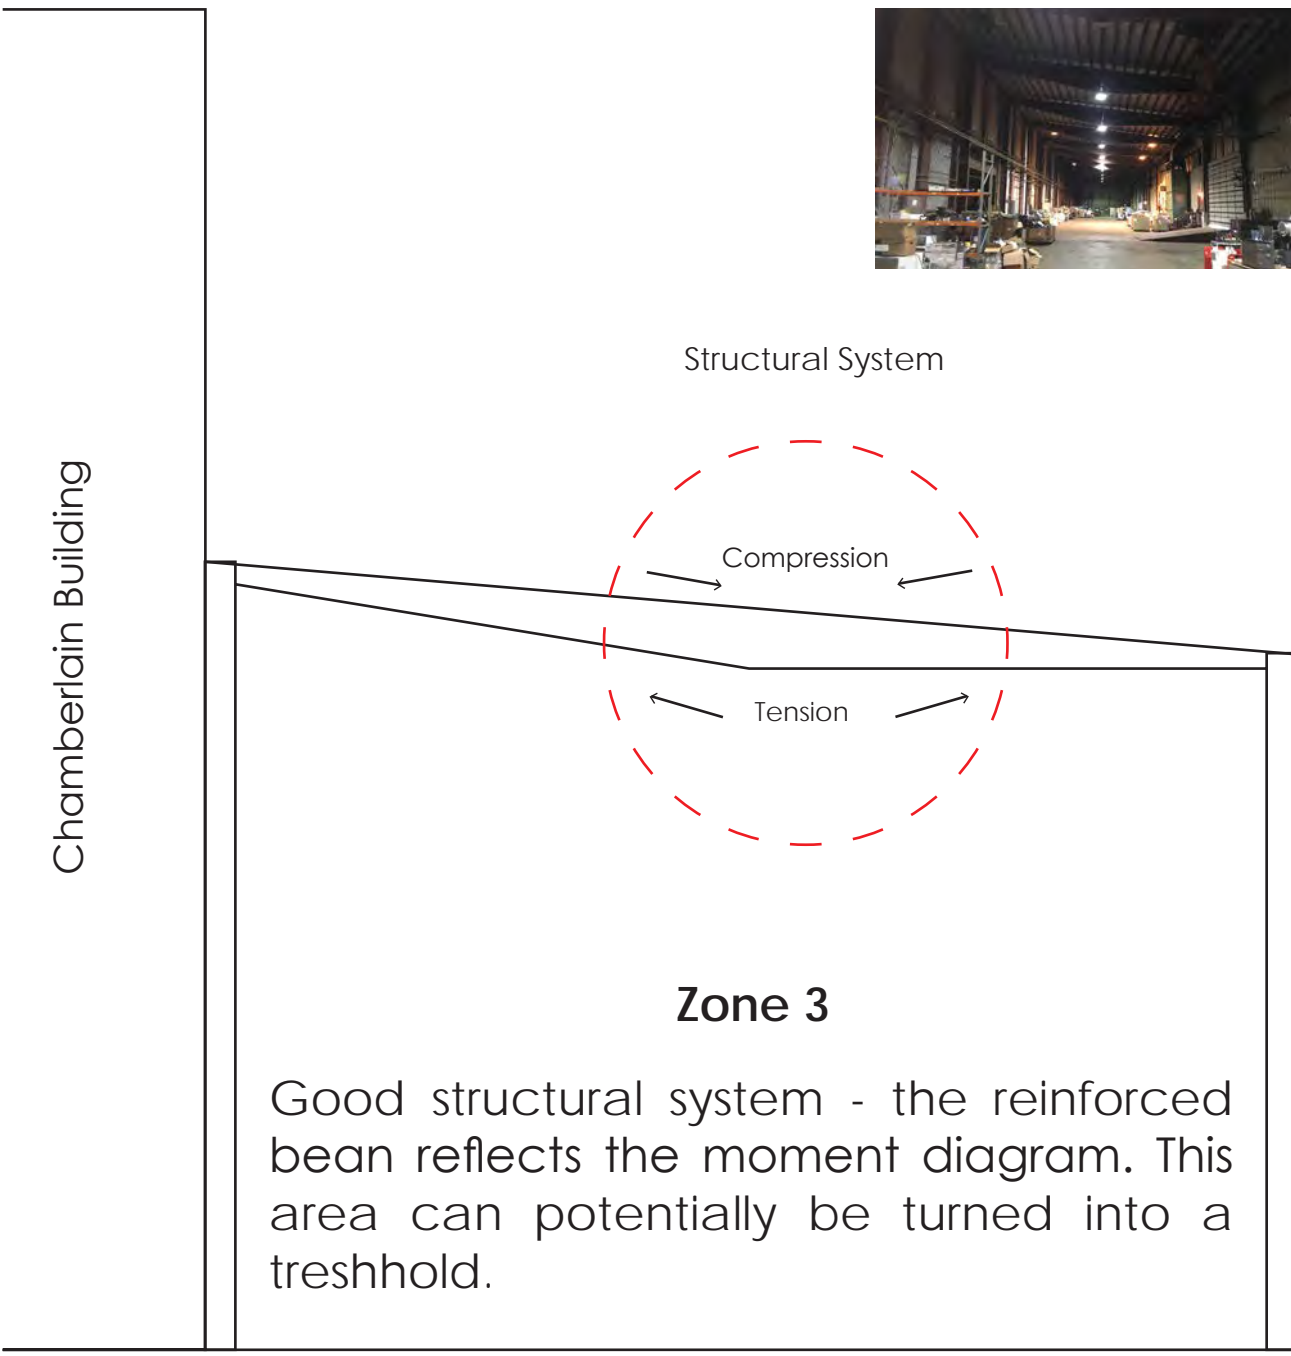 Structural System
Chamberlain Building
Compression
Tension
Zone 3
Good structural system - the reinforced
bean reflects the moment diagram. This
area can potentially be turned into a
treshhold.